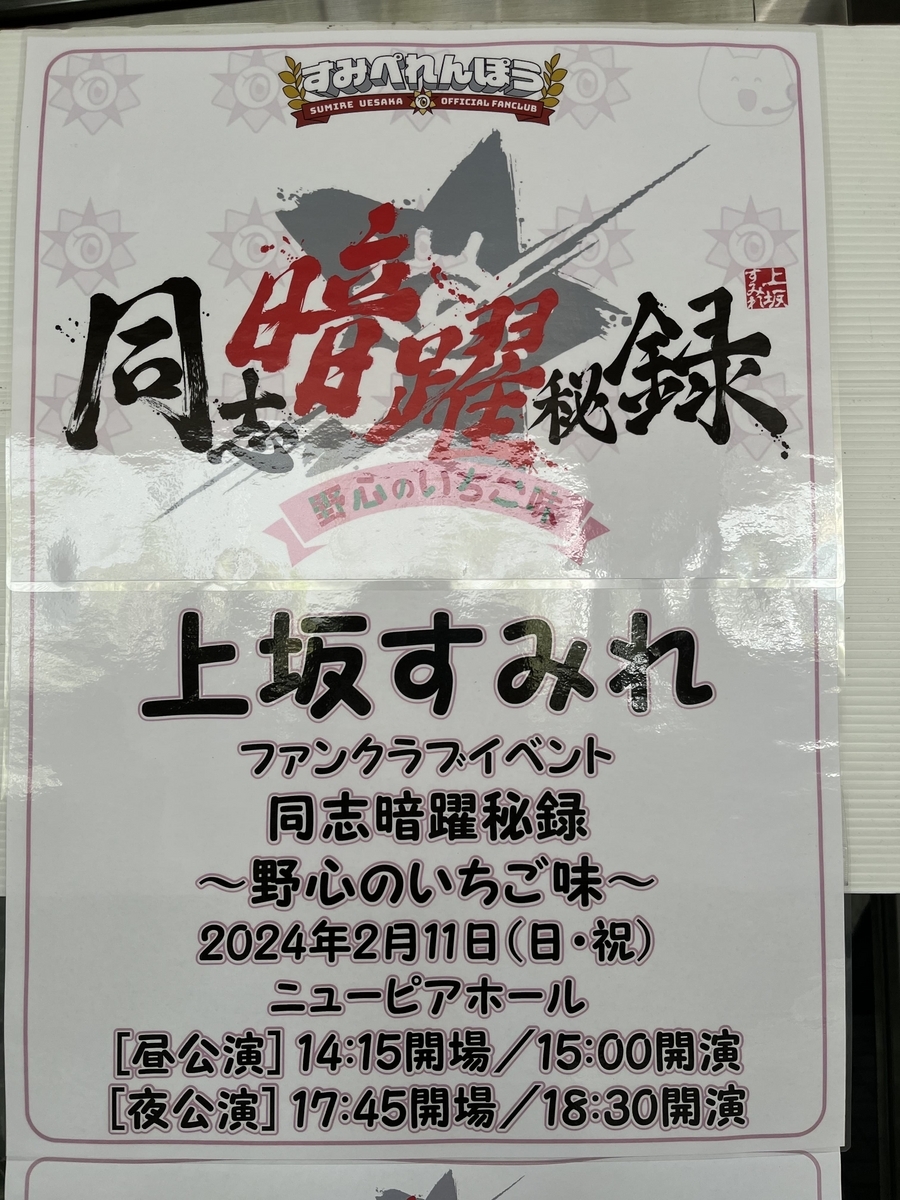 すみぺれんぽう
SUMIRE UESAKA OFFICIAL FANCLUB
上坂すみれ
同志暗躍秘録
野心のいちご味
上坂すみれ
ファンクラブイベント
同志暗躍秘録
～野心のいちご味～
2024年2月11日(日・祝)
ニューピアホール
[昼公演] 14:15開場／15:00開演
[夜公演] 17:45開場／18:30開演